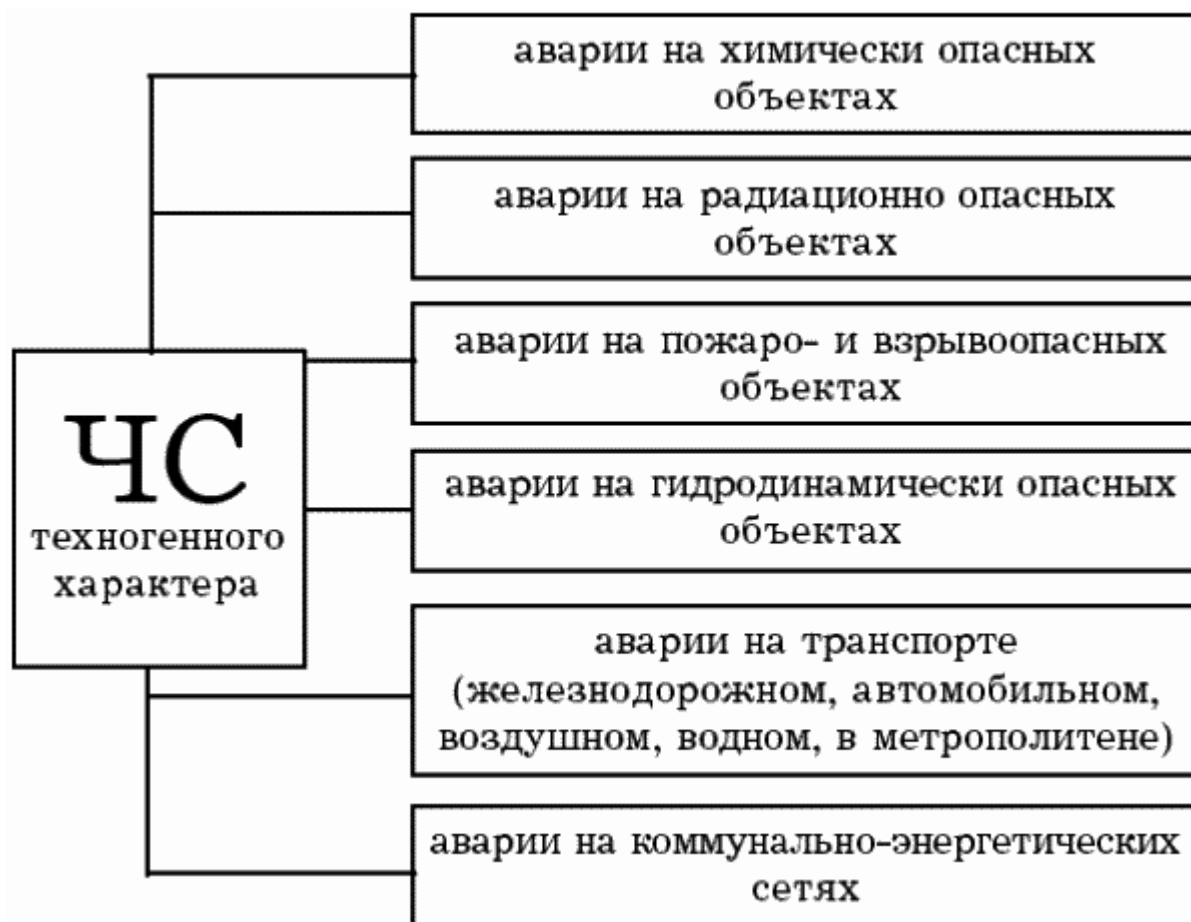 аварии на химически опасных
объектах
аварии на радиационно опасных
объектах
аварии на пожаро- и взрывоопасных
объектах
ЧС
техногенного
характера
аварии на гидродинамически опасных
объектах
аварии на транспорте
(железнодорожном, автомобильном,
воздушном, водном, в метрополитене)
аварии на коммунально-энергетических
сетях